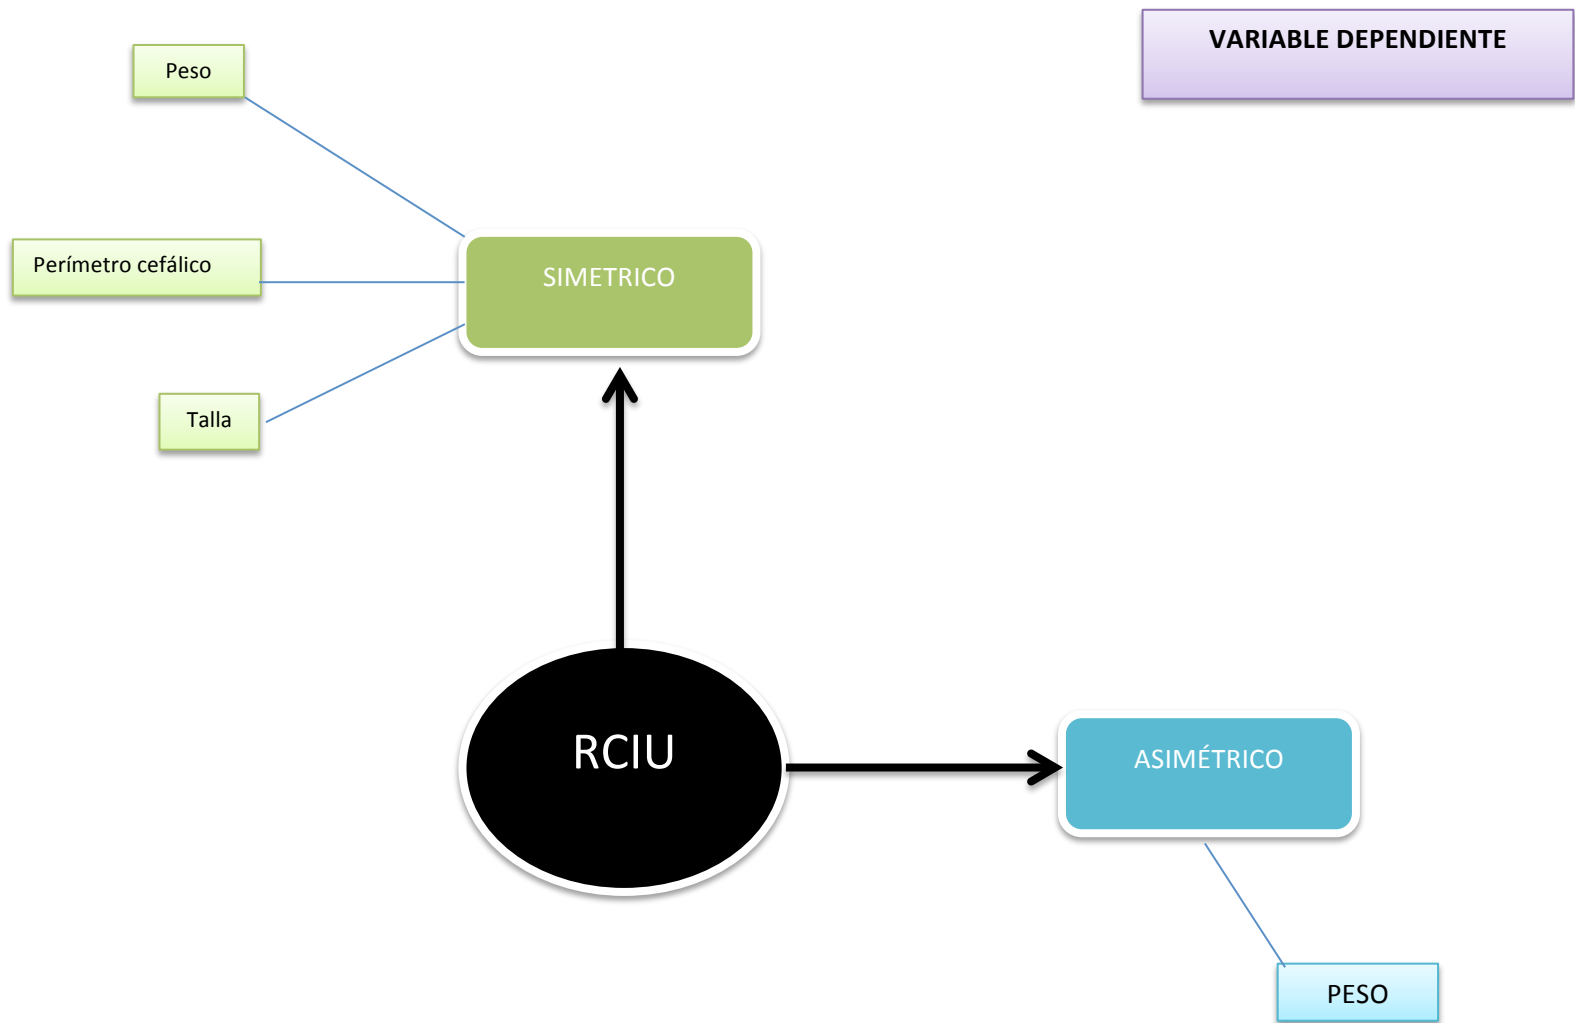 VARIABLE DEPENDIENTE
Peso
Perímetro cefálico
SIMETRICO
Talla
RCIU
ASIMÉTRICO
PESO